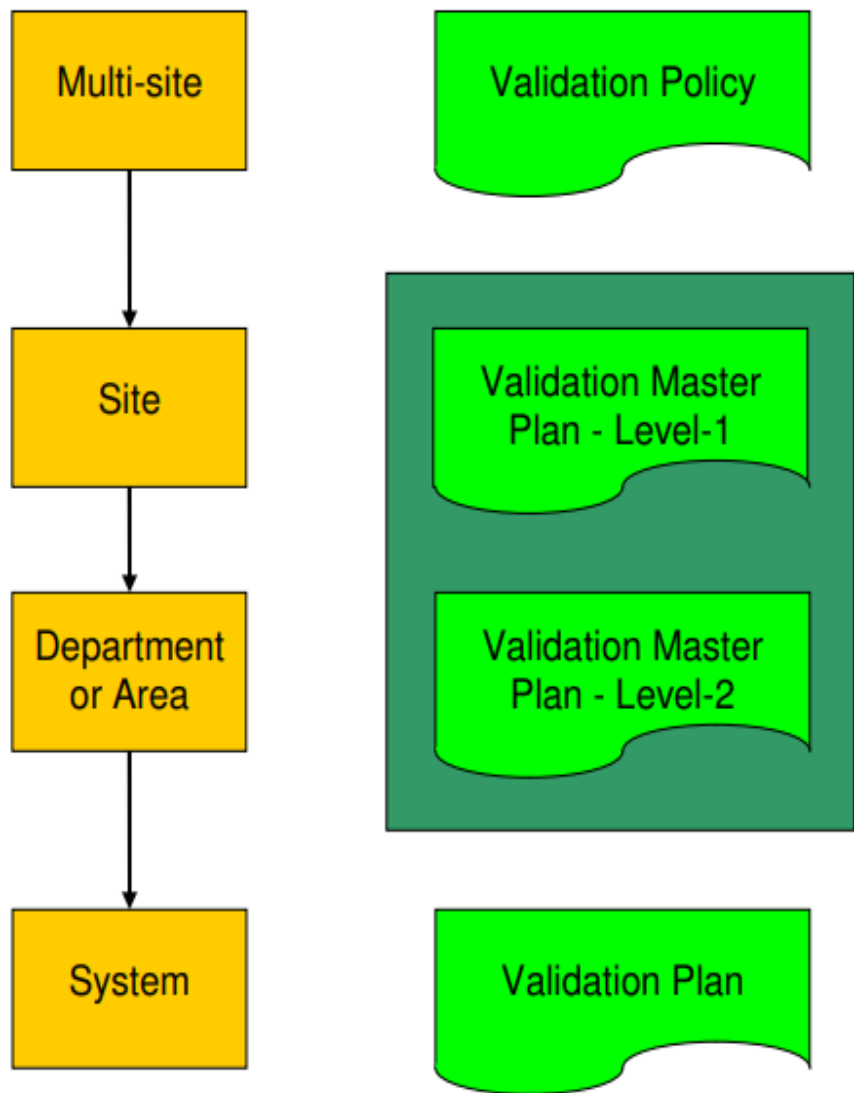 Multi-site
Validation Policy
Site
Validation Master
Plan - Level-1
Department
or Area
Validation Master
Plan - Level-2
System
Validation Plan